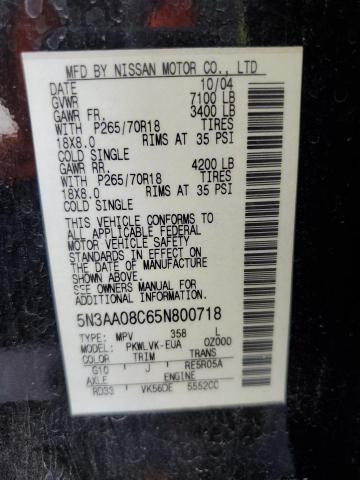 MFD BY NISSAN MOTOR CO., LTD
DATE 10/04
GVWR 7100 LB
GAWR FR. 3400 LB
WITH P265/70R18 TIRES
18X8.0 RIMS AT 35 PSI
COLD SINGLE
GAWR RR. 4200 LB
WITH P265/70R18 TIRES
18X8.0 RIMS AT 35 PSI
COLD SINGLE
THIS VEHICLE CONFORMS TO
ALL APPLICABLE FEDERAL
MOTOR VEHICLE SAFETY
STANDARDS IN EFFECT ON
THE DATE OF MANUFACTURE
SHOWN ABOVE.
SEE OWNERS MANUAL FOR
ADDITIONAL INFORMATION
5N3AA08C65N800718
TYPE: MPV 358 L
MODEL: PKWLVK-EUA 0Z000
COLOR TRIM TRANS
G10 J RE5R05A
AXLE ENGINE
RD33 VK56DE 5552CC